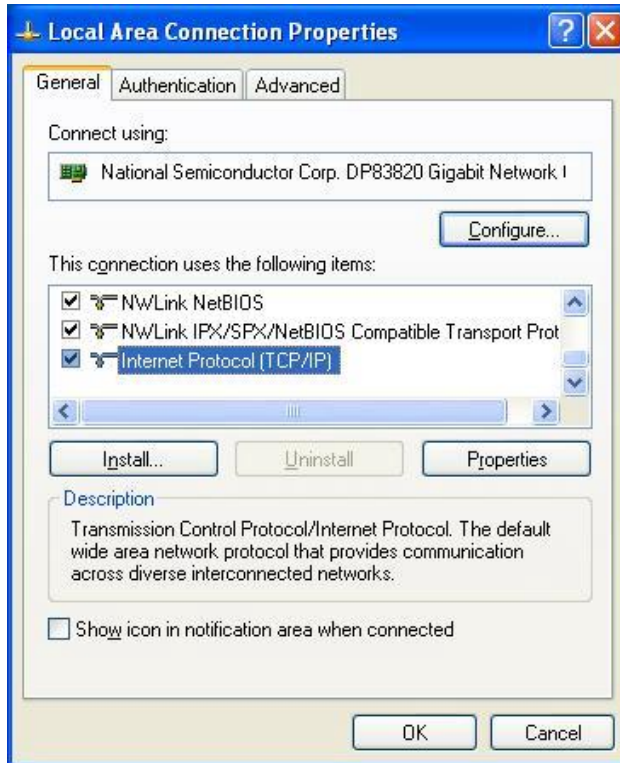 Local Area Connection Properties
General Authentication Advanced
Connect using:
National Semiconductor Corp. DP83820 Gigabit Network
Configure...
This connection uses the following items:
NWLink NetBIOS
NWLink IPX/SPX/NetBIOS Compatible Transport Prot
Internet Protocol (TCP/IP)
Install... Uninstall Properties
Description
Transmission Control Protocol/Internet Protocol. The default
wide area network protocol that provides communication
across diverse interconnected networks.
Show icon in notification area when connected
OK Cancel